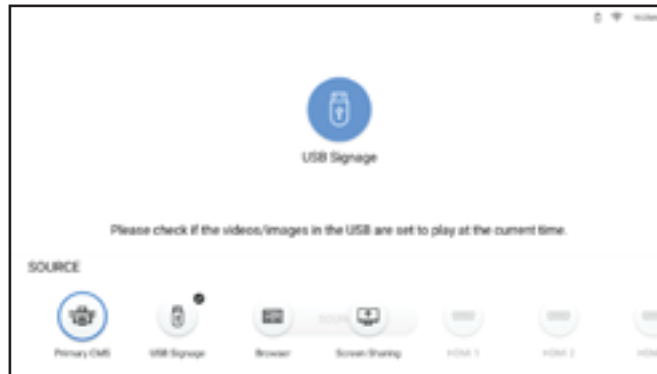 USB Signage
Please check if the videos/images in the USB are set to play at the current time.
SOURCE
Primary CMS
USB Signage
Browser
Screen Sharing
HDMI 1
HDMI 2